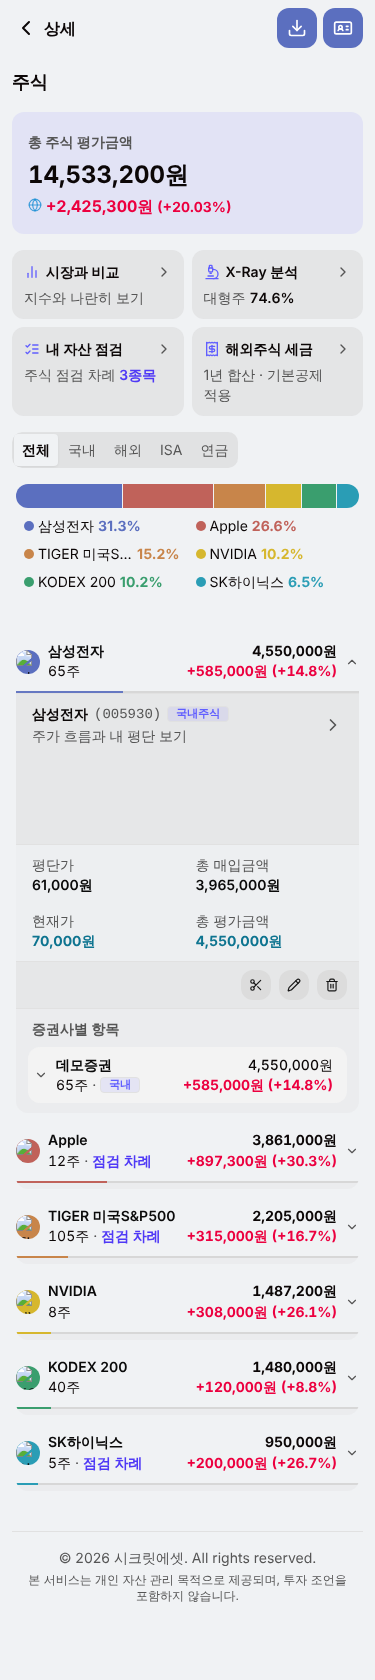 상세
주식
총 주식 평가금액
14,533,200원
+2,425,300원 (+20.03%)
시장과 비교
지수와 나란히 보기
X-Ray 분석
대형주 74.6%
내 자산 점검
주식 점검 차례 3종목
해외주식 세금
1년 합산 · 기본공제
적용
전체 국내 해외 ISA 연금
삼성전자 31.3% Apple 26.6%
TIGER 미국S... 15.2% NVIDIA 10.2%
KODEX 200 10.2% SK하이닉스 6.5%
삼성전자 4,550,000원
65주 +585,000원 (+14.8%)
삼성전자 (005930) 국내주식
주가 흐름과 내 평단 보기
평단가 총 매입금액
61,000원 3,965,000원
현재가 총 평가금액
70,000원 4,550,000원
증권사별 항목
데모증권 4,550,000원
65주 · 국내 +585,000원 (+14.8%)
Apple 3,861,000원
12주 · 점검 차례 +897,300원 (+30.3%)
TIGER 미국S&P500 2,205,000원
105주 · 점검 차례 +315,000원 (+16.7%)
NVIDIA 1,487,200원
8주 +308,000원 (+26.1%)
KODEX 200 1,480,000원
40주 +120,000원 (+8.8%)
SK하이닉스 950,000원
5주 · 점검 차례 +200,000원 (+26.7%)
© 2026 시크릿에셋. All rights reserved.
본 서비스는 개인 자산 관리 목적으로 제공되며, 투자 조언을
포함하지 않습니다.